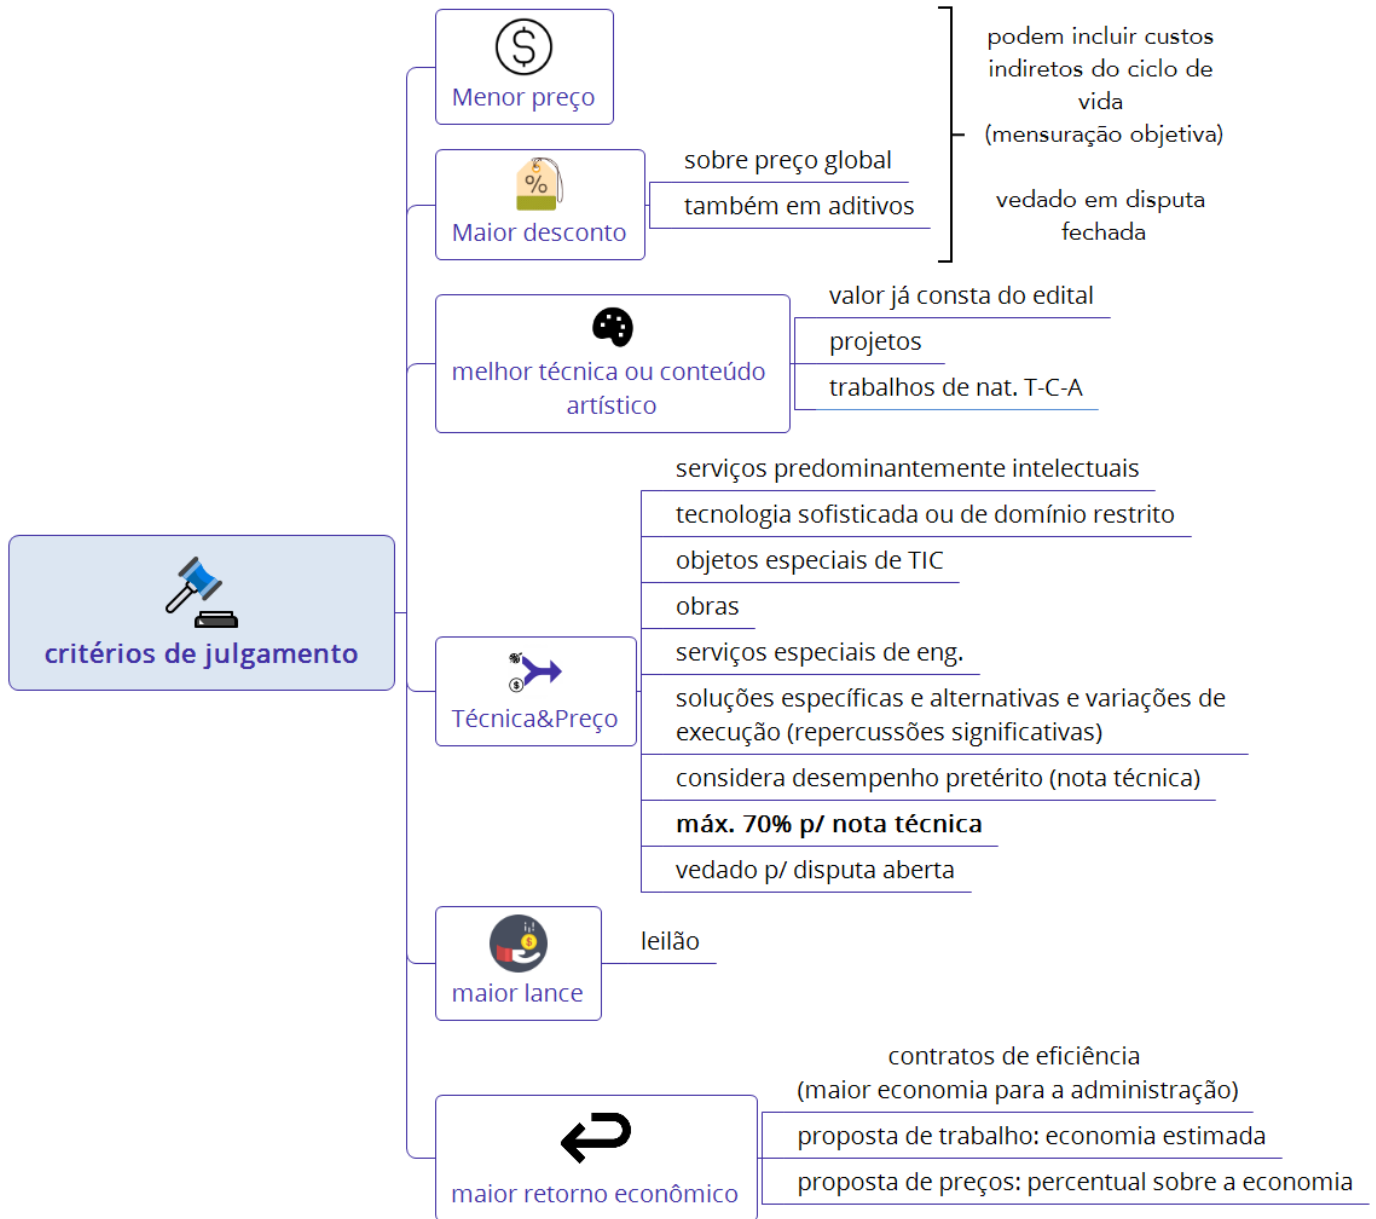 critérios de julgamento
$
Menor preço
%
Maior desconto
sobre preço global
também em aditivos
podem incluir custos
indiretos do ciclo de
vida
(mensuração objetiva)
vedado em disputa
fechada
melhor técnica ou conteúdo
artístico
valor já consta do edital
projetos
trabalhos de nat. T-C-A
$
Técnica&Preço
serviços predominantemente intelectuais
tecnologia sofisticada ou de domínio restrito
objetos especiais de TIC
obras
serviços especiais de eng.
soluções específicas e alternativas e variações de
execução (repercussões significativas)
considera desempenho pretérito (nota técnica)
máx. 70% p/ nota técnica
vedado p/ disputa aberta
$
maior lance
leilão
maior retorno econômico
contratos de eficiência
(maior economia para a administração)
proposta de trabalho: economia estimada
proposta de preços: percentual sobre a economia